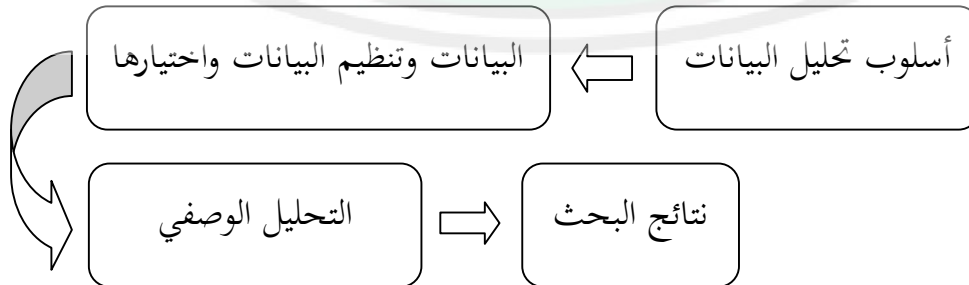 أسلوب تحليل البيانات
البيانات وتنظيم البيانات واختيارها
التحليل الوصفي
نتائج البحث